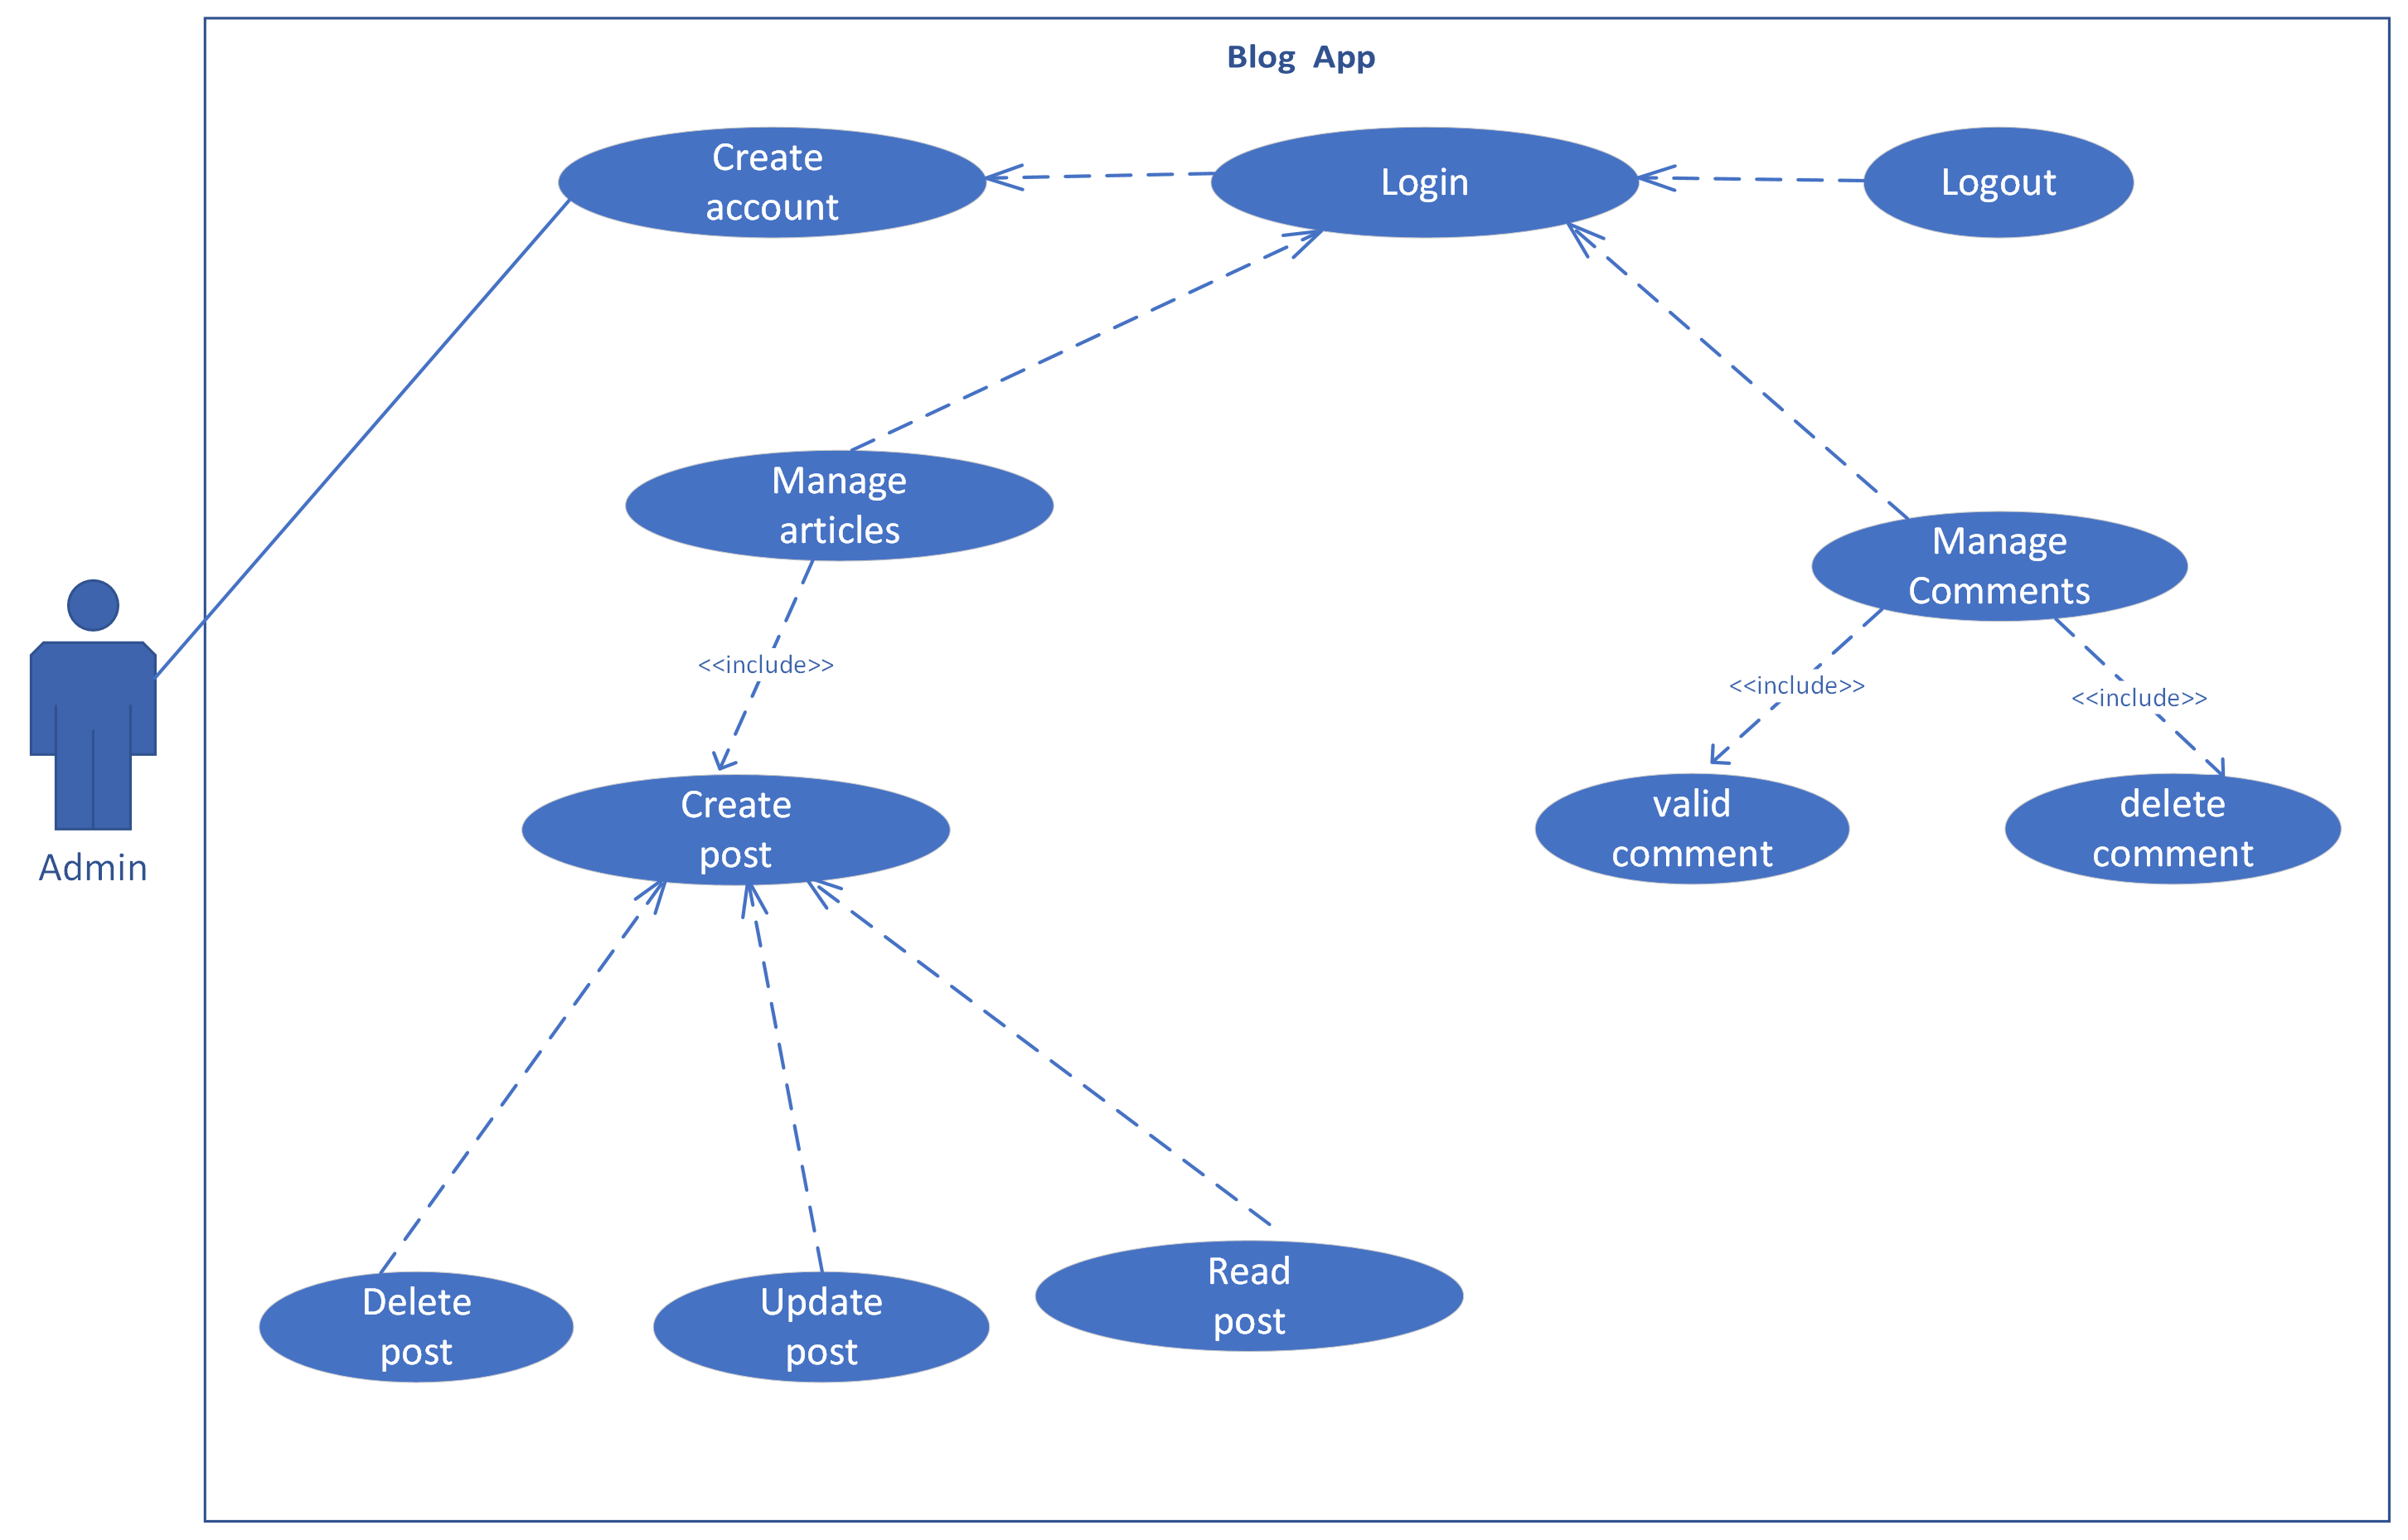 Blog App
Create
account
Login
Logout
Manage
articles
Manage
Comments
<<include>>
<<include>>
<<include>>
Create
post
valid
comment
delete
comment
Admin
Delete
post
Update
post
Read
post